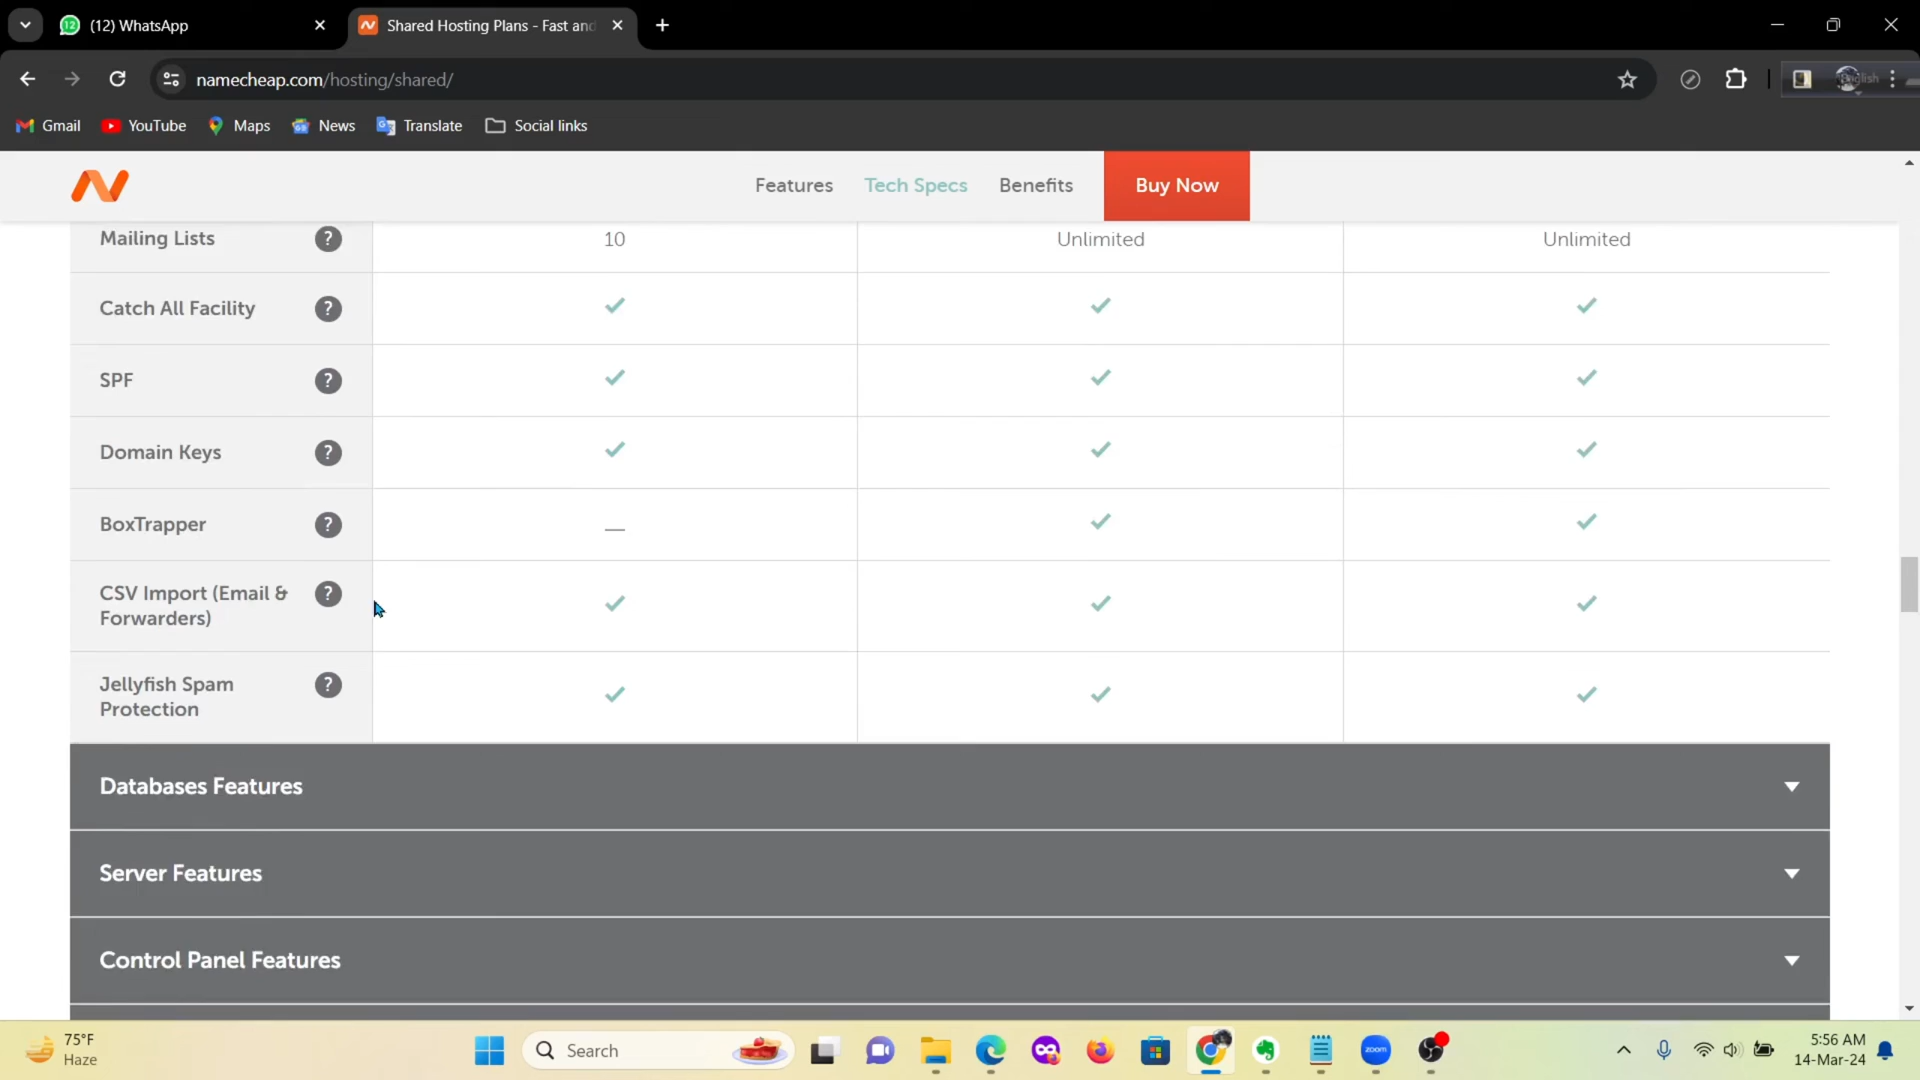 (12) WhatsApp
Shared Hosting Plans - Fast and
namecheap.com/hosting/shared/
English
Gmail
YouTube
Maps
News
Translate
Social links
Features
Tech Specs
Benefits
Buy Now
Mailing Lists ? 10 Unlimited Unlimited
Catch All Facility ?
SPF ?
Domain Keys ?
BoxTrapper ? —
CSV Import (Email & ?
Forwarders)
Jellyfish Spam ?
Protection
Databases Features
Server Features
Control Panel Features
75°F
Haze
Search
zoom
5:56 AM
14-Mar-24